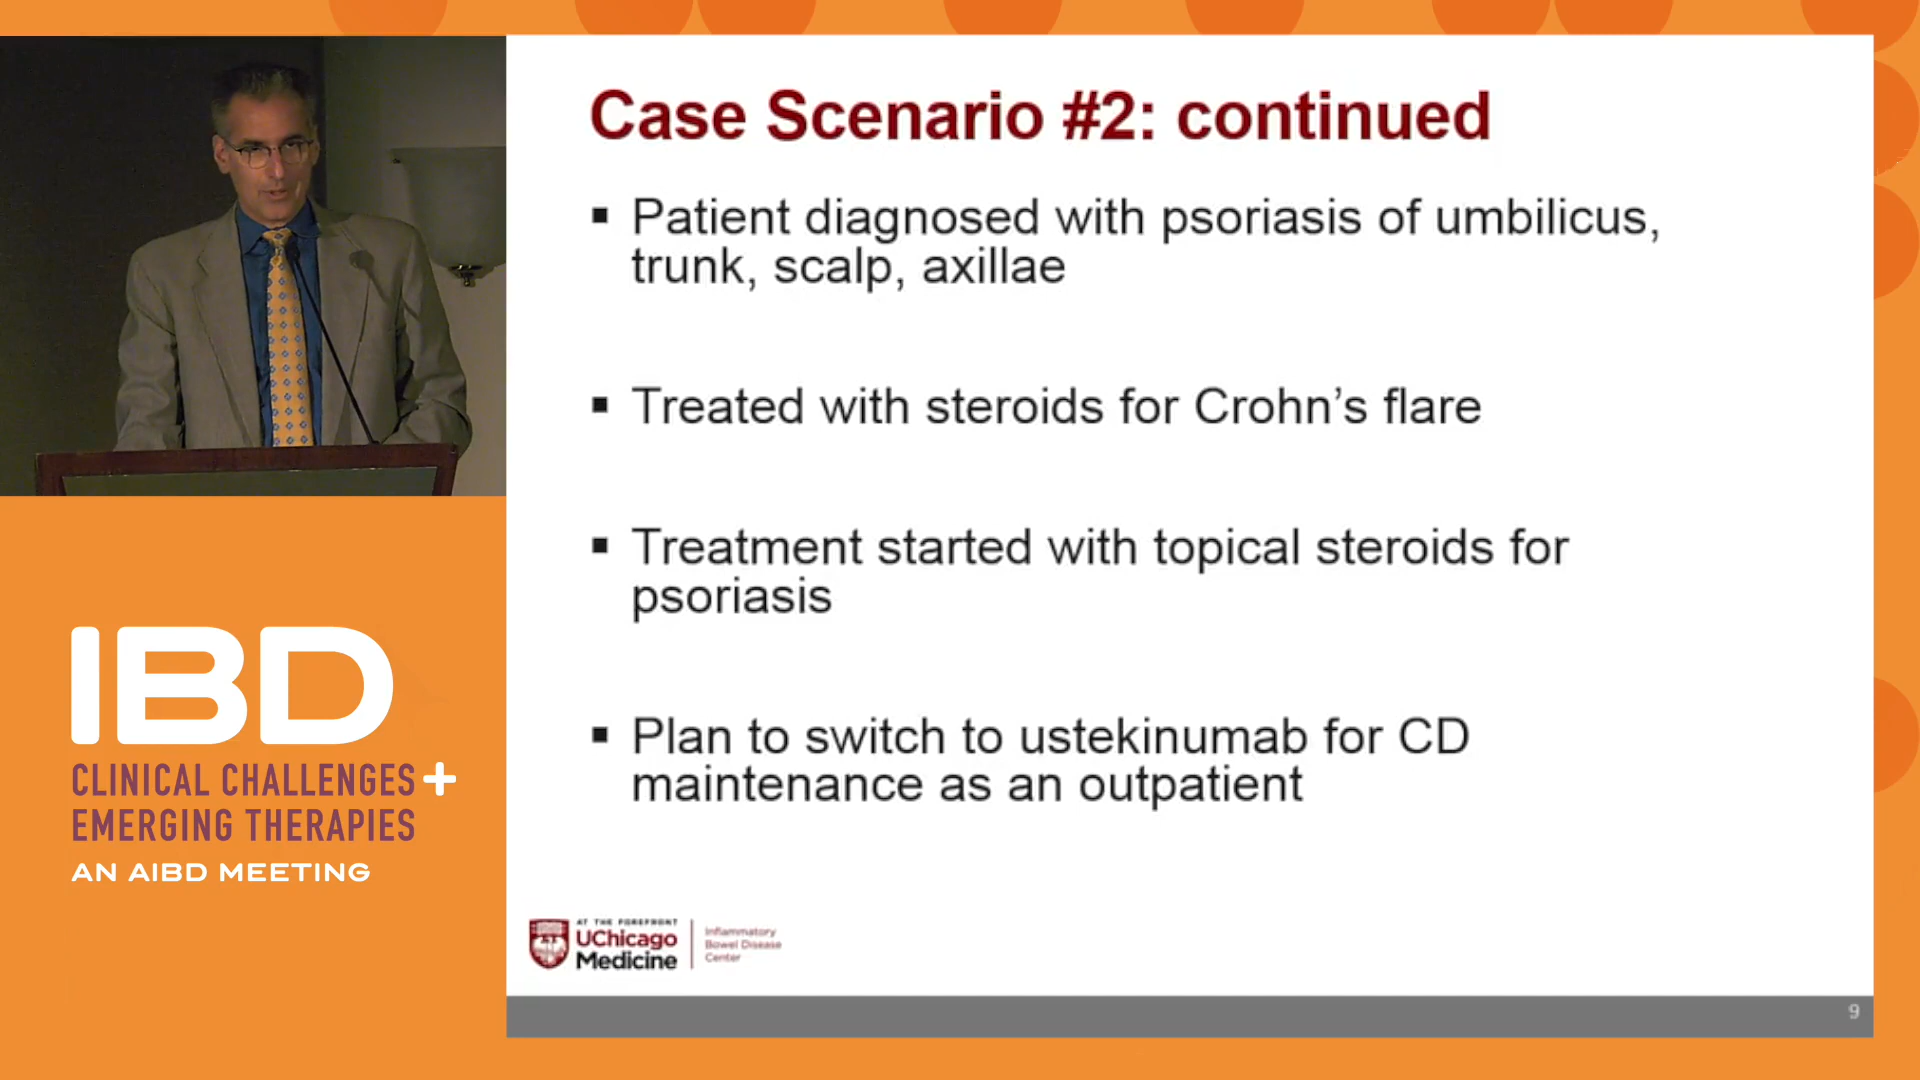 Case Scenario #2: continued
▪ Patient diagnosed with psoriasis of umbilicus,
trunk, scalp, axillae
▪ Treated with steroids for Crohn’s flare
▪ Treatment started with topical steroids for
psoriasis
▪ Plan to switch to ustekinumab for CD
maintenance as an outpatient
IBD
CLINICAL CHALLENGES +
EMERGING THERAPIES
AN AIBD MEETING
AT THE FOREFRONT
UChicago
Medicine
Inflammatory
Bowel Disease
Center
9